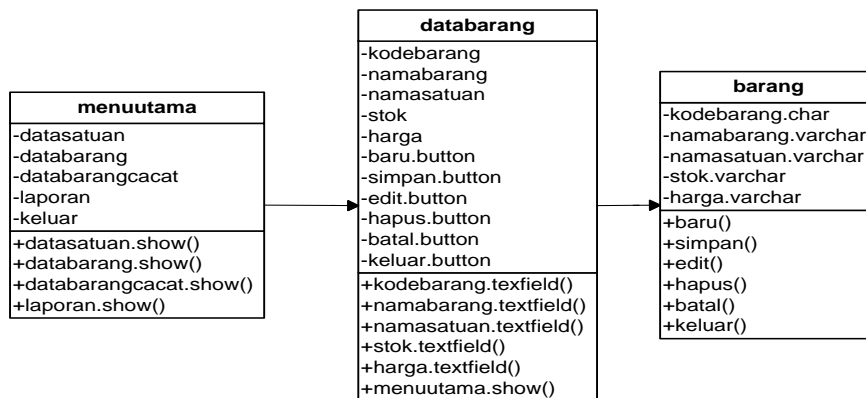 menuutama
-datasatuan
-databarang
-databarangcacat
-laporan
-keluar
+datasatuan.show()
+databarang.show()
+databarangcacat.show()
+laporan.show()
databarang
-kodebarang
-namabarang
-namasatuan
-stok
-harga
-baru.button
-simpan.button
-edit.button
-hapus.button
-batal.button
-keluar.button
+kodebarang.texfield()
+namabarang.textfield()
+namasatuan.textfield()
+stok.textfield()
+harga.textfield()
+menuutama.show()
barang
-kodebarang.char
-namabarang.varchar
-namasatuan.varchar
-stok.varchar
-harga.varchar
+baru()
+simpan()
+edit()
+hapus()
+batal()
+keluar()